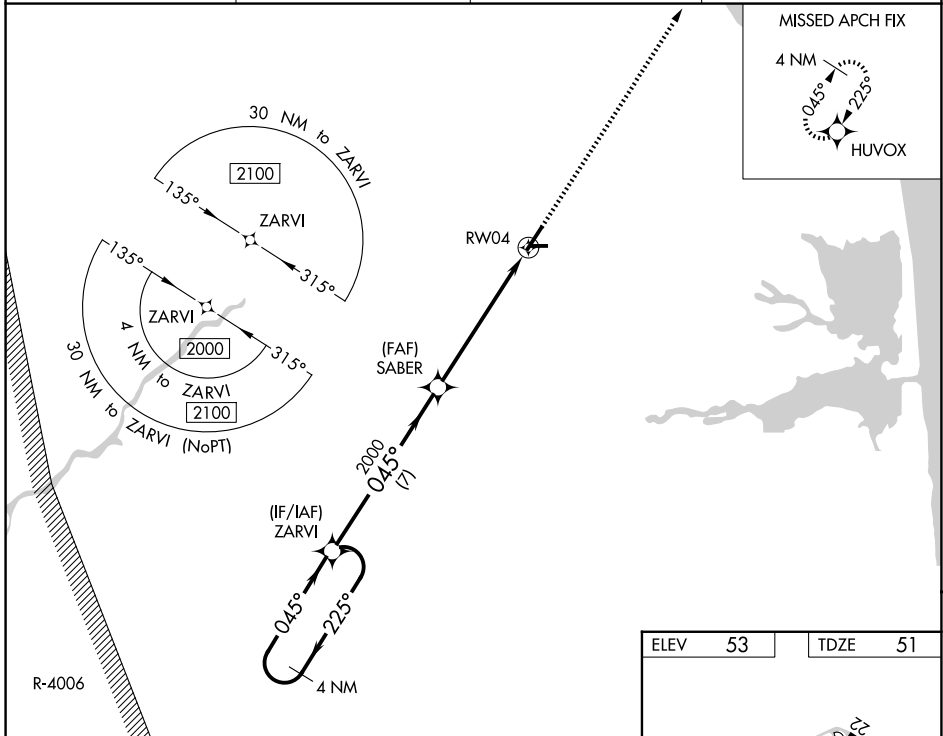 MISSED APCH FIX
4 NM
045°
225°
HUVOX
30 NM to ZARVI
2100
135°
ZARVI
315°
RW04
135°
ZARVI
315°
4 NM to ZARVI
2000
30 NM to ZARVI (NoPT)
2100
(FAF)
SABER
2000
045°
(7)
(IF/IAF)
ZARVI
045°
225°
4 NM
R-4006
ELEV 53
TDZE 51
22